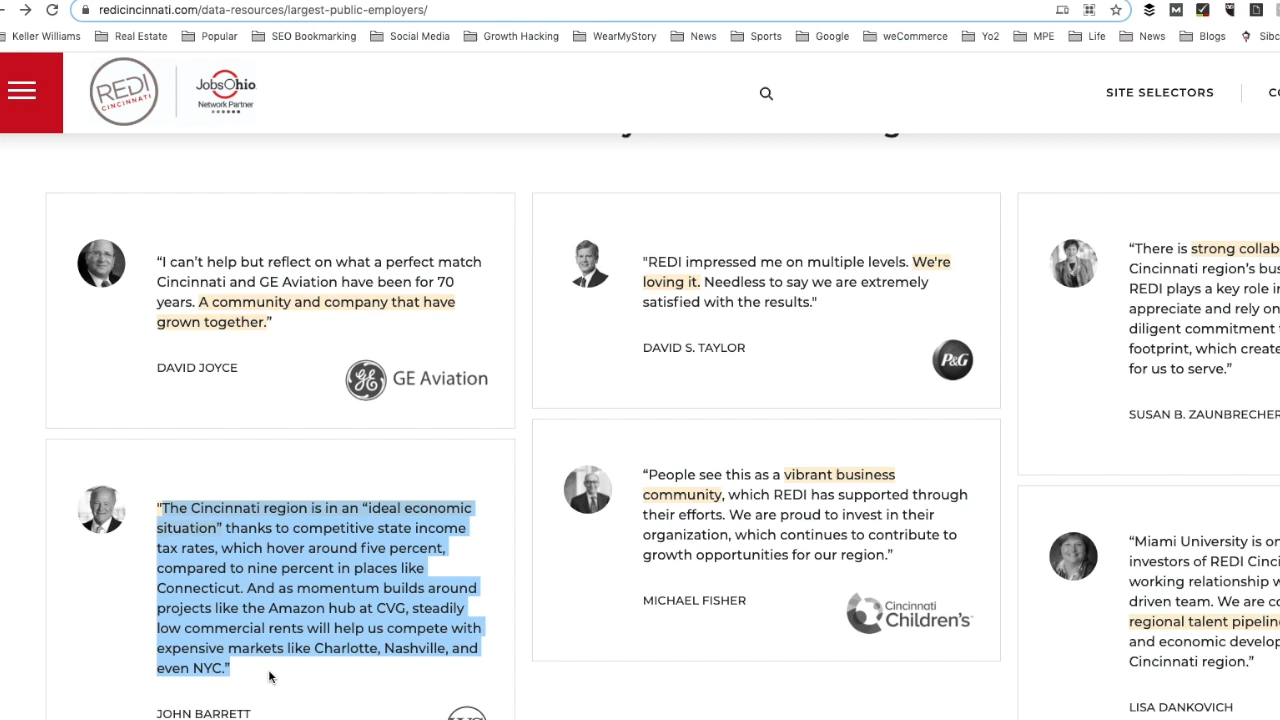 redicincinnati.com/data-resources/largest-public-employers/
Keller Williams Real Estate Popular SEO Bookmarking Social Media Growth Hacking WearMyStory News Sports Google weCommerce Yo2 MPE Life News Blogs Sibc
REDI
CINCINNATI
JobsOhio
Network Partner
SITE SELECTORS
“I can’t help but reflect on what a perfect match
Cincinnati and GE Aviation have been for 70
years. A community and company that have
grown together.”
DAVID JOYCE
GE Aviation
"REDI impressed me on multiple levels. We're
loving it. Needless to say we are extremely
satisfied with the results."
DAVID S. TAYLOR
P&G
“There is strong collab
Cincinnati region’s bus
REDI plays a key role in
appreciate and rely on
diligent commitment t
footprint, which create
for us to serve.”
SUSAN B. ZAUNBRECHER
"The Cincinnati region is in an “ideal economic
situation” thanks to competitive state income
tax rates, which hover around five percent,
compared to nine percent in places like
Connecticut. And as momentum builds around
projects like the Amazon hub at CVG, steadily
low commercial rents will help us compete with
expensive markets like Charlotte, Nashville, and
even NYC.”
JOHN BARRETT
“People see this as a vibrant business
community, which REDI has supported through
their efforts. We are proud to invest in their
organization, which continues to contribute to
growth opportunities for our region.”
MICHAEL FISHER
Cincinnati
Children's
“Miami University is on
investors of REDI Cinci
working relationship w
driven team. We are co
regional talent pipeline
and economic develop
Cincinnati region.”
LISA DANKOVICH